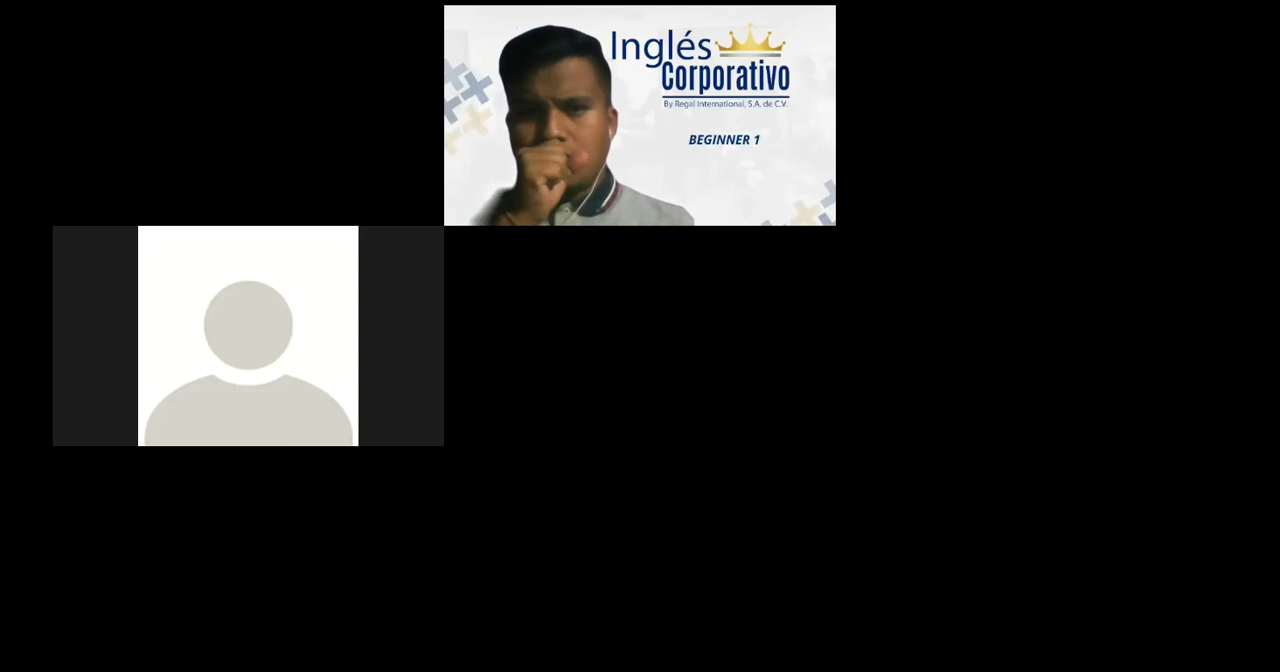 Inglés
Corporativo
By Regal International, S.A. de C.V.
BEGINNER 1